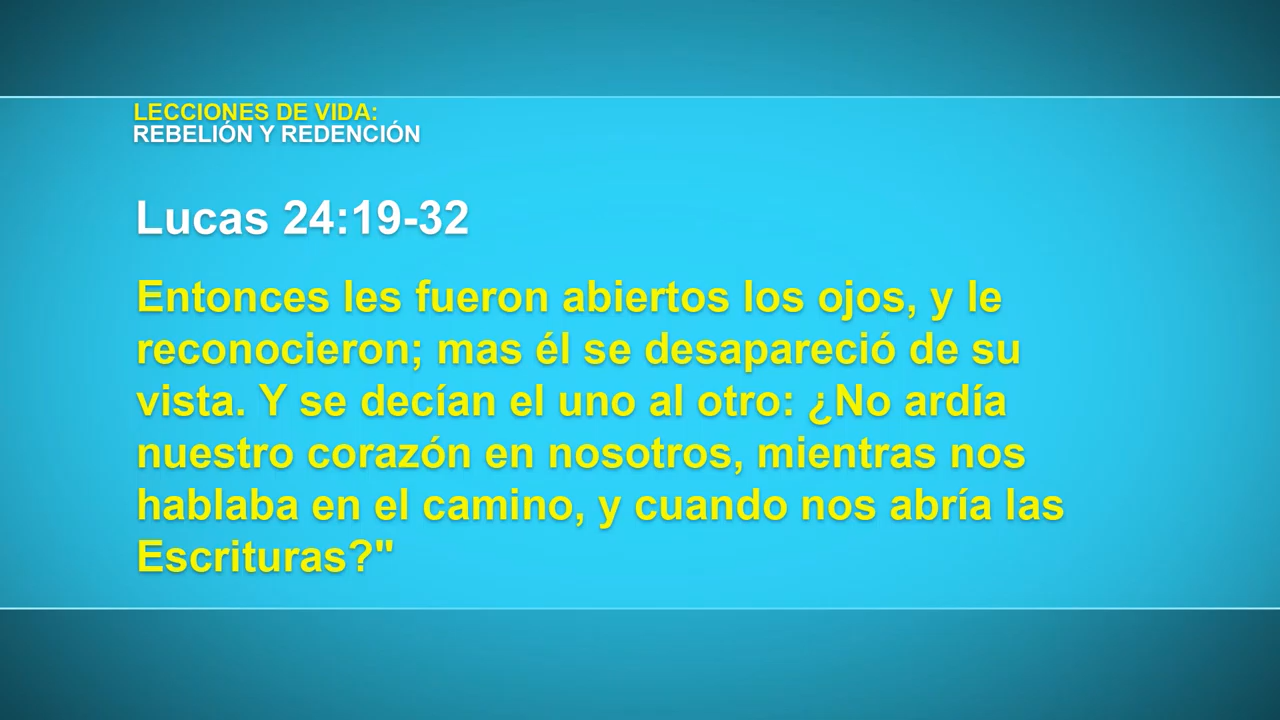 LECCIONES DE VIDA:
REBELIÓN Y REDENCIÓN
Lucas 24:19-32
Entonces les fueron abiertos los ojos, y le
reconocieron; mas él se desapareció de su
vista. Y se decían el uno al otro: ¿No ardía
nuestro corazón en nosotros, mientras nos
hablaba en el camino, y cuando nos abría las
Escrituras?"